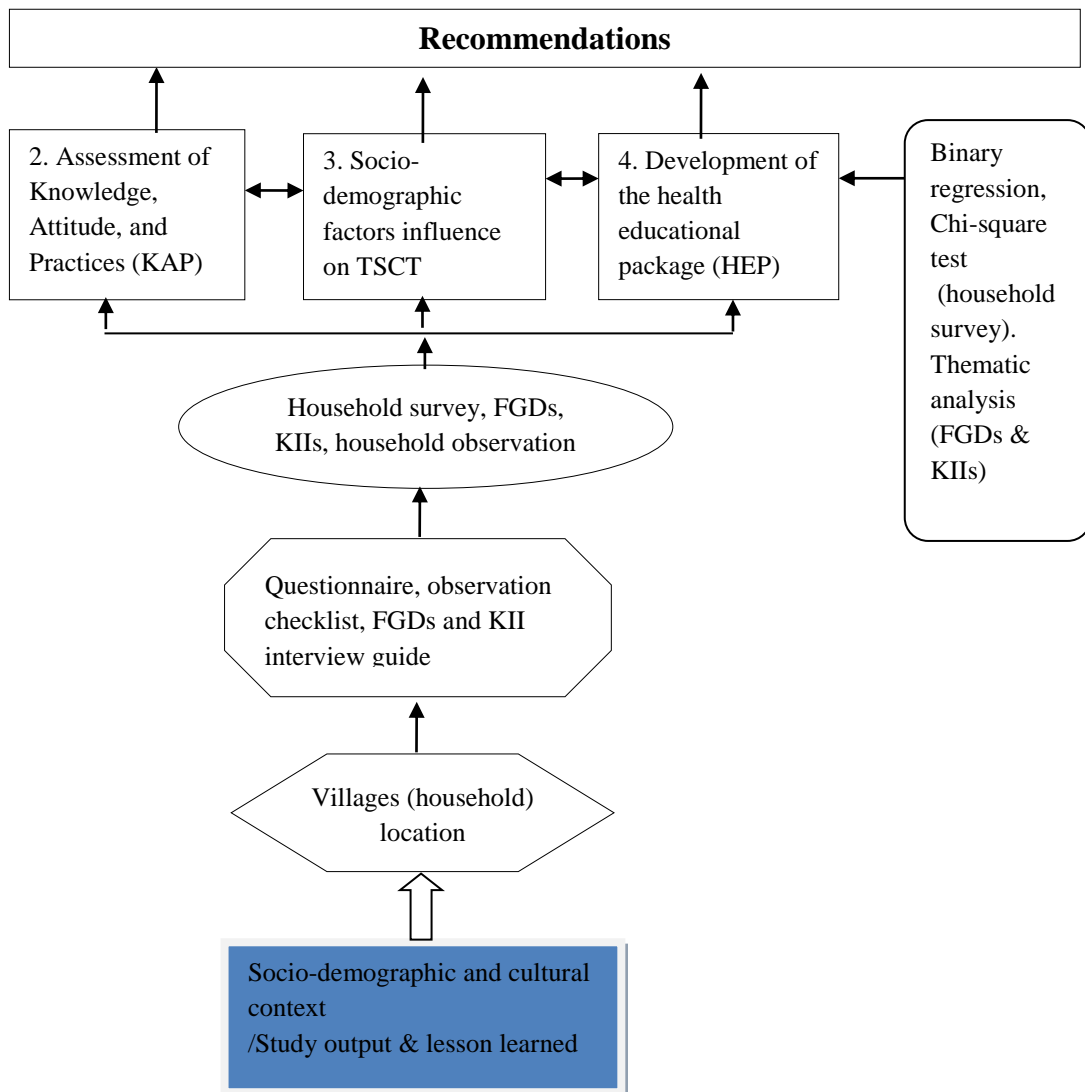 Recommendations
2. Assessment of
Knowledge,
Attitude, and
Practices (KAP)
3. Socio-
demographic
factors influence
on TSCT
4. Development of
the health
educational
package (HEP)
Binary
regression,
Chi-square
test
(household
survey).
Thematic
analysis
(FGDs &
KIIs)
Household survey, FGDs,
KIIs, household observation
Questionnaire, observation
checklist, FGDs and KII
interview guide
Villages (household)
location
Socio-demographic and cultural
context
/Study output & lesson learned